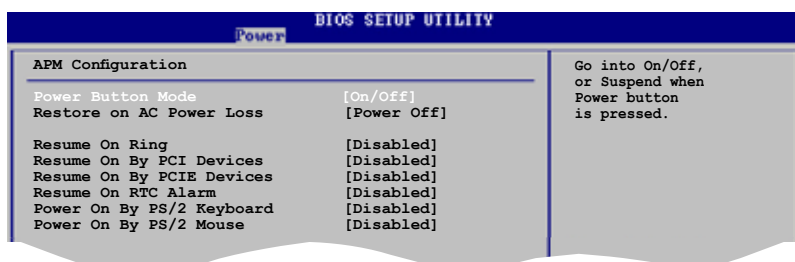 BIOS SETUP UTILITY
Power
APM Configuration
Power Button Mode [On/Off]
Restore on AC Power Loss [Power Off]
Resume On Ring [Disabled]
Resume On By PCI Devices [Disabled]
Resume On By PCIE Devices [Disabled]
Resume On RTC Alarm [Disabled]
Power On By PS/2 Keyboard [Disabled]
Power On By PS/2 Mouse [Disabled]
Go into On/Off,
or Suspend when
Power button
is pressed.